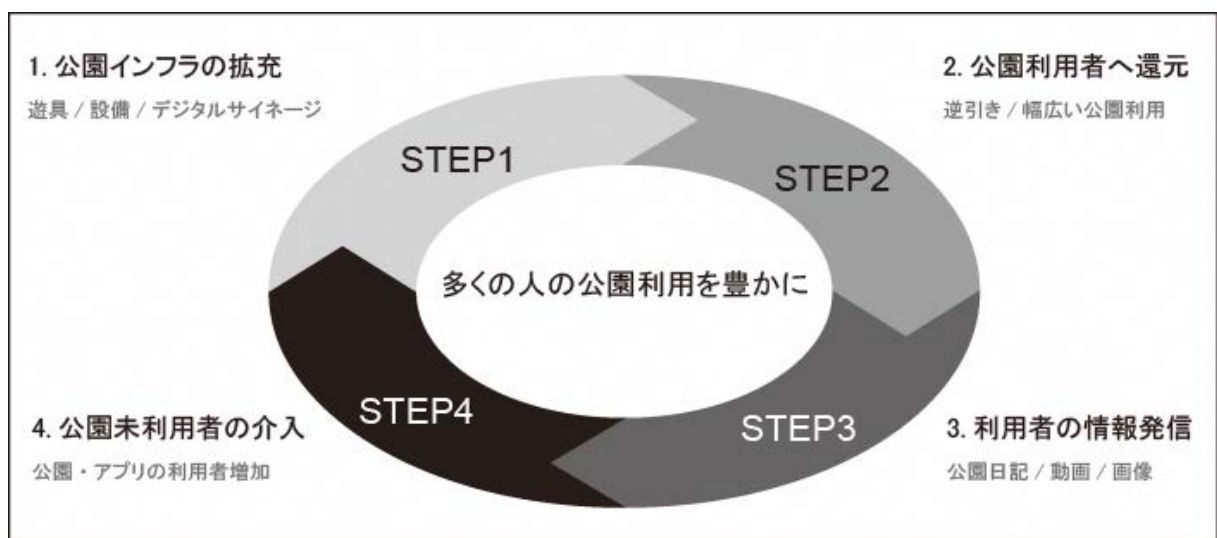 1. 公園インフラの拡充
遊具 / 設備 / デジタルサイネージ
2. 公園利用者へ還元
逆引き / 幅広い公園利用
STEP1
STEP2
多くの人の公園利用を豊かに
STEP4
STEP3
4. 公園未利用者の介入
公園・アプリの利用者増加
3. 利用者の情報発信
公園日記 / 動画 / 画像